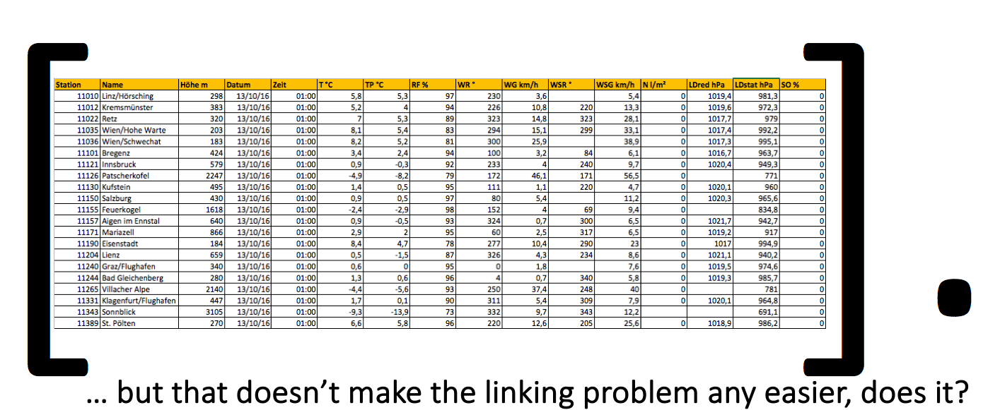 Station Name Höhe m Datum Zeit T °C TP °C RF % WR ° WG km/h WSR ° WSG km/h N l/m² LDred hPa LDstat hPa SO %
11010 Linz/Hörsching 298 13/10/16 01:00 5,8 5,3 97 230 3,6 5,4 0 1019,4 981,3 0
11012 Kremsmünster 383 13/10/16 01:00 5,2 4 94 226 10,8 220 13,3 0 1019,6 972,3 0
11022 Retz 320 13/10/16 01:00 7 5,3 89 323 14,8 323 28,1 0 1017,7 979 0
11035 Wien/Hohe Warte 203 13/10/16 01:00 8,1 5,4 83 294 15,1 299 33,1 0 1017,4 992,2 0
11036 Wien/Schwechat 183 13/10/16 01:00 8,2 5,2 81 300 25,9 38,9 0 1017,3 995,1 0
11101 Bregenz 424 13/10/16 01:00 3,4 2,4 94 100 3,2 84 6,1 0 1016,7 963,7 0
11121 Innsbruck 579 13/10/16 01:00 0,9 -0,3 92 233 4 240 9,7 0 1020,4 949,3 0
11126 Patscherkofel 2247 13/10/16 01:00 -4,9 -8,2 79 172 46,1 171 56,5 0 771 0
11130 Kufstein 495 13/10/16 01:00 1,4 0,5 95 111 1,1 220 4,7 0 1020,1 960 0
11150 Salzburg 430 13/10/16 01:00 0,9 0,5 97 80 5,4 11,2 0 1020,3 965,6 0
11155 Feuerkogel 1618 13/10/16 01:00 -2,4 -2,9 98 152 4 69 9,4 0 834,8 0
11157 Aigen im Ennstal 640 13/10/16 01:00 0,9 -0,5 93 324 0,7 300 6,5 0 1021,7 942,7 0
11171 Mariazell 866 13/10/16 01:00 2,9 2 95 60 2,5 317 6,5 0 1019,2 917 0
11190 Eisenstadt 184 13/10/16 01:00 8,4 4,7 78 277 10,4 290 23 0 1017 994,9 0
11204 Lienz 659 13/10/16 01:00 0,5 -1,5 87 326 4,3 234 8,6 0 1021,1 940,2 0
11240 Graz/Flughafen 340 13/10/16 01:00 0,6 0 95 0 1,8 7,6 0 1019,5 974,6 0
11244 Bad Gleichenberg 280 13/10/16 01:00 1,3 0,6 96 4 0,7 340 5,8 0 1019,3 985,7 0
11265 Villacher Alpe 2140 13/10/16 01:00 -4,4 -5,6 93 250 37,4 248 40 0 781 0
11331 Klagenfurt/Flughafen 447 13/10/16 01:00 1,7 0,1 90 311 5,4 309 7,9 0 1020,1 964,8 0
11343 Sonnblick 3105 13/10/16 01:00 -9,3 -13,9 73 332 9,7 343 12,2 691,1 0
11389 St. Pölten 270 13/10/16 01:00 6,6 5,8 96 220 12,6 205 25,6 0 1018,9 986,2 0
[ ] .
... but that doesn't make the linking problem any easier, does it?